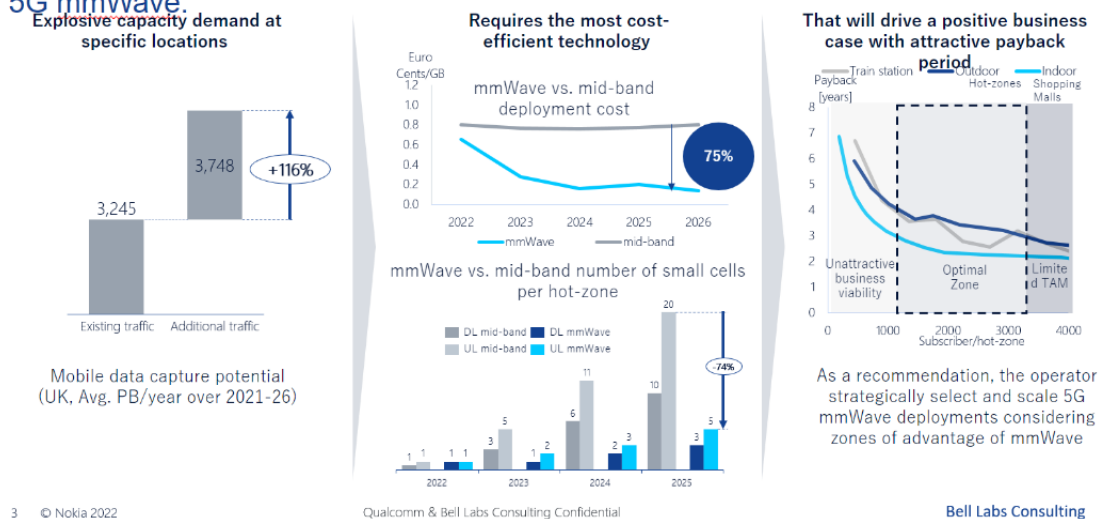 5G mmWave.
Explosive capacity demand at
specific locations
3,245
3,748
+116%
Existing traffic
Additional traffic
Mobile data capture potential
(UK, Avg. PB/year over 2021-26)
Requires the most cost-
efficient technology
Euro
Cents/GB
mmWave vs. mid-band
deployment cost
1.2
1.0
0.8
0.6
0.4
0.2
0.0
75%
2022 2023 2024 2025 2026
mmWave mid-band
mmWave vs. mid-band number of small cells
per hot-zone
DL mid-band DL mmWave
UL mid-band UL mmWave
1 1 1 1
3 5 1 2
6 11 2 3
10 20 3 5
-74%
2022 2023 2024 2025
That will drive a positive business
case with attractive payback
period
Train station Outdoor Hot-zones Indoor Shopping Malls
Payback
[years]
8
7
6
5
4
3
2
1
0
Unattractive
business
viability
Optimal
Zone
Limite
d TAM
0 1000 2000 3000 4000
Subscriber/hot-zone
As a recommendation, the operator
strategically select and scale 5G
mmWave deployments considering
zones of advantage of mmWave
3 © Nokia 2022
Qualcomm & Bell Labs Consulting Confidential
Bell Labs Consulting